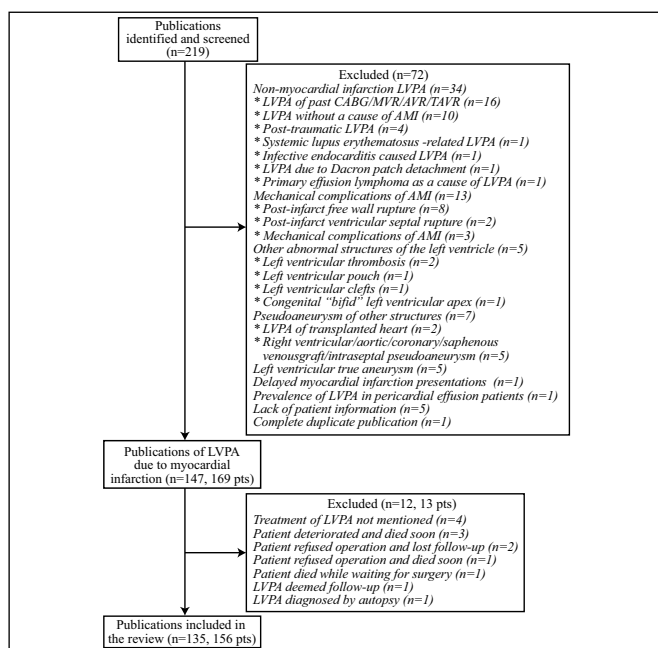 Publications
identified and screened
(n=219)
Excluded (n=72)
Non-myocardial infarction LVPA (n=34)
* LVPA of past CABG/MVR/AVR/TAVR (n=16)
* LVPA without a cause of AMI (n=10)
* Post-traumatic LVPA (n=4)
* Systemic lupus erythematosus -related LVPA (n=1)
* Infective endocarditis caused LVPA (n=1)
* LVPA due to Dacron patch detachment (n=1)
* Primary effusion lymphoma as a cause of LVPA (n=1)
Mechanical complications of AMI (n=13)
* Post-infarct free wall rupture (n=8)
* Post-infarct ventricular septal rupture (n=2)
* Mechanical complications of AMI (n=3)
Other abnormal structures of the left ventricle (n=5)
* Left ventricular thrombosis (n=2)
* Left ventricular pouch (n=1)
* Left ventricular clefts (n=1)
* Congenital “bifid” left ventricular apex (n=1)
Pseudoaneurysm of other structures (n=7)
* LVPA of transplanted heart (n=2)
* Right ventricular/aortic/coronary/saphenous
venousgraft/intraseptal pseudoaneurysm (n=5)
Left ventricular true aneurysm (n=5)
Delayed myocardial infarction presentations (n=1)
Prevalence of LVPA in pericardial effusion patients (n=1)
Lack of patient information (n=5)
Complete duplicate publication (n=1)
Publications of LVPA
due to myocardial
infarction (n=147, 169 pts)
Excluded (n=12, 13 pts)
Treatment of LVPA not mentioned (n=4)
Patient deteriorated and died soon (n=3)
Patient refused operation and lost follow-up (n=2)
Patient refused operation and died soon (n=1)
Patient died while waiting for surgery (n=1)
LVPA deemed follow-up (n=1)
LVPA diagnosed by autopsy (n=1)
Publications included in
the review (n=135, 156 pts)